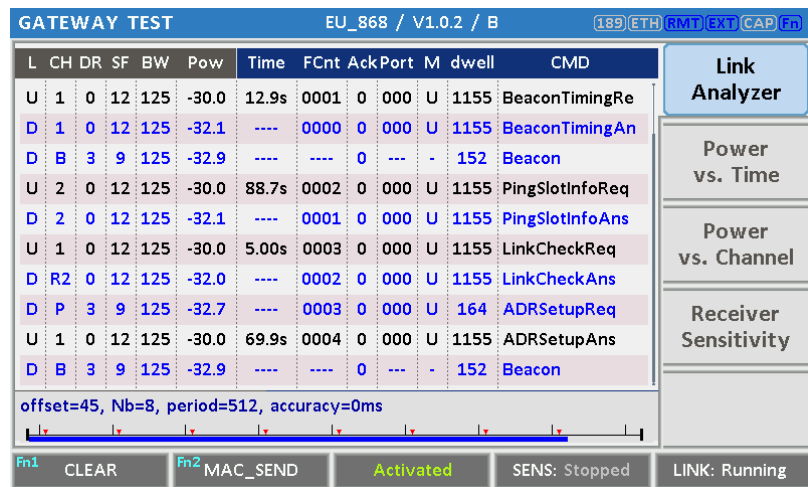 GATEWAY TEST EU_868 / V1.0.2 / B 189 ETH RMT EXT CAP Fn
L CH DR SF BW Pow Time FCnt Ack Port M dwell CMD
U 1 0 12 125 -30.0 12.9s 0001 0 000 U 1155 BeaconTimingRe
D 1 0 12 125 -32.1 ---- 0000 0 000 U 1155 BeaconTimingAn
D B 3 9 125 -32.9 ---- ---- 0 --- - 152 Beacon
U 2 0 12 125 -30.0 88.7s 0002 0 000 U 1155 PingSlotInfoReq
D 2 0 12 125 -32.1 ---- 0001 0 000 U 1155 PingSlotInfoAns
U 1 0 12 125 -30.0 5.00s 0003 0 000 U 1155 LinkCheckReq
D R2 0 12 125 -32.0 ---- 0002 0 000 U 1155 LinkCheckAns
D P 3 9 125 -32.7 ---- 0003 0 000 U 164 ADRSetupReq
U 1 0 12 125 -30.0 69.9s 0004 0 000 U 1155 ADRSetupAns
D B 3 9 125 -32.9 ---- ---- 0 --- - 152 Beacon
offset=45, Nb=8, period=512, accuracy=0ms
Link
Analyzer
Power
vs. Time
Power
vs. Channel
Receiver
Sensitivity
Fn1 CLEAR Fn2 MAC_SEND Activated SENS: Stopped LINK: Running